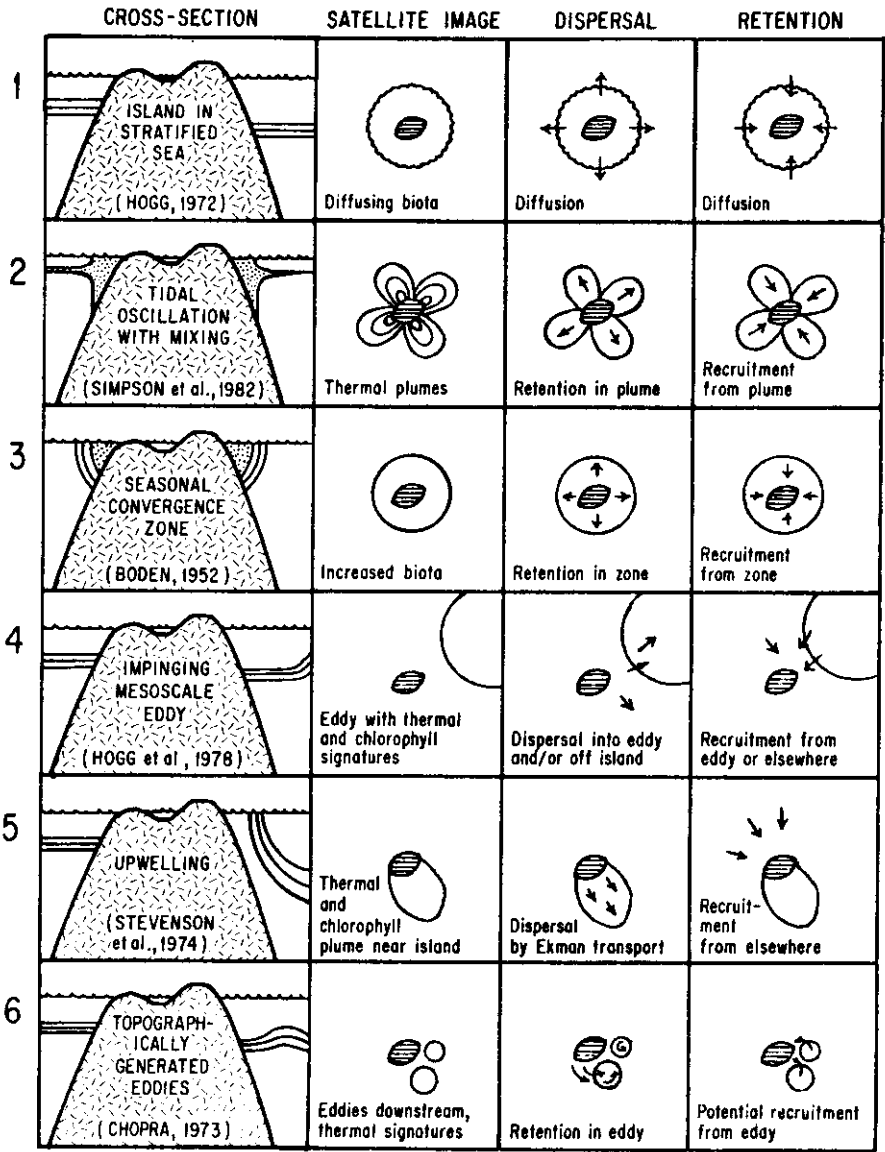 CROSS-SECTION
SATELLITE IMAGE
DISPERSAL
RETENTION
1
ISLAND IN
STRATIFIED
SEA
(HOGG, 1972)
Diffusing biota
Diffusion
Diffusion
2
TIDAL
OSCILLATION
WITH MIXING
(SIMPSON et al., 1982)
Thermal plumes
Retention in plume
Recruitment
from plume
3
SEASONAL
CONVERGENCE
ZONE
(BODEN, 1952)
Increased biota
Retention in zone
Recruitment
from zone
4
IMPINGING
MESOSCALE
EDDY
(HOGG et al, 1978)
Eddy with thermal
and chlorophyll
signatures
Dispersal into eddy
and/or off island
Recruitment from
eddy or elsewhere
5
UPWELLING
(STEVENSON
et al., 1974)
Thermal
and
chlorophyll
plume near island
Dispersal
by Ekman transport
Recruit-
ment
from elsewhere
6
TOPOGRAPH-
ICALLY
GENERATED
EDDIES
(CHOPRA, 1973)
Eddies downstream,
thermal signatures
Retention in eddy
Potential recruitment
from eday